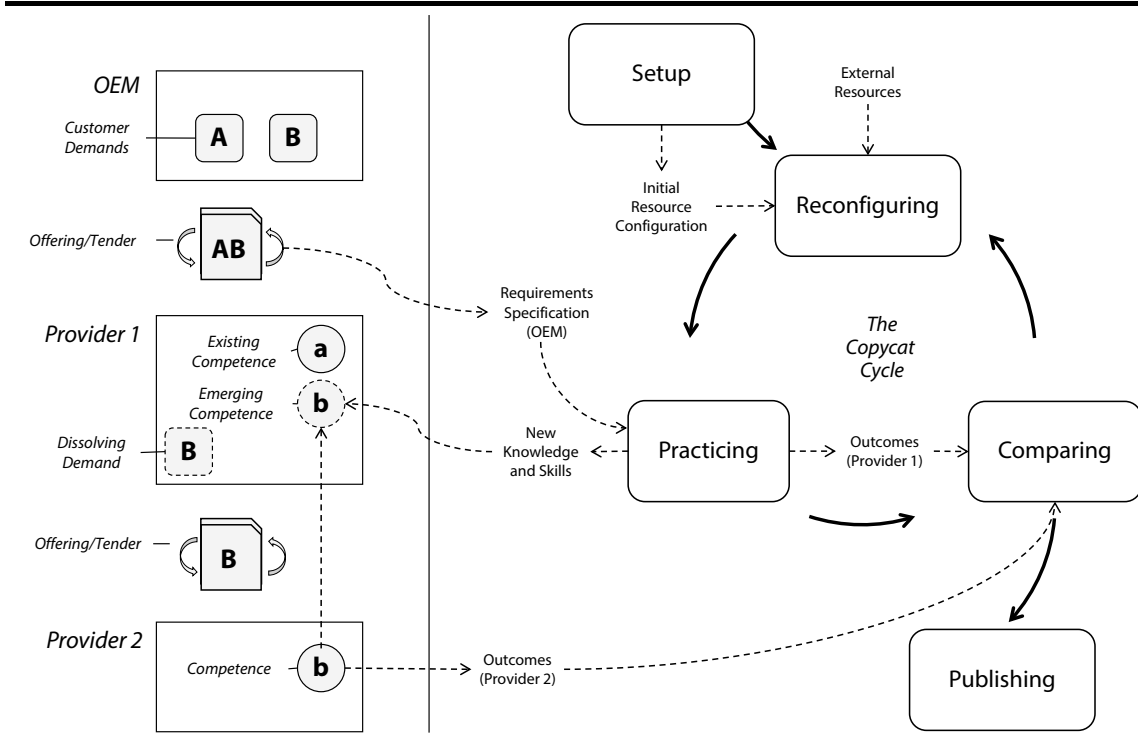 OEM
Customer
Demands
A
B
Offering/Tender
AB
Provider 1
Existing
Competence
a
Emerging
Competence
b
Dissolving
Demand
B
Offering/Tender
B
Provider 2
Competence
b
Setup
External
Resources
Initial
Resource
Configuration
Reconfiguring
Requirements
Specification
(OEM)
The
Copycat
Cycle
New
Knowledge
and Skills
Practicing
Outcomes
(Provider 1)
Comparing
Outcomes
(Provider 2)
Publishing